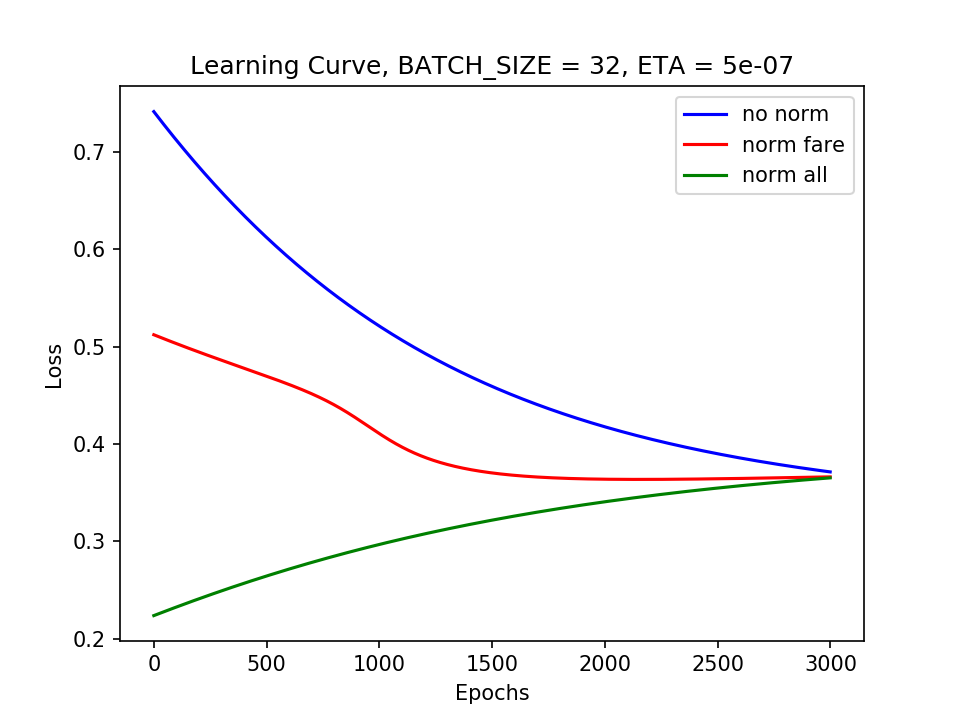 Learning Curve, BATCH_SIZE = 32, ETA = 5e-07
no norm
norm fare
norm all
Loss
0.7
0.6
0.5
0.4
0.3
0.2
0
500
1000
1500
2000
2500
3000
Epochs